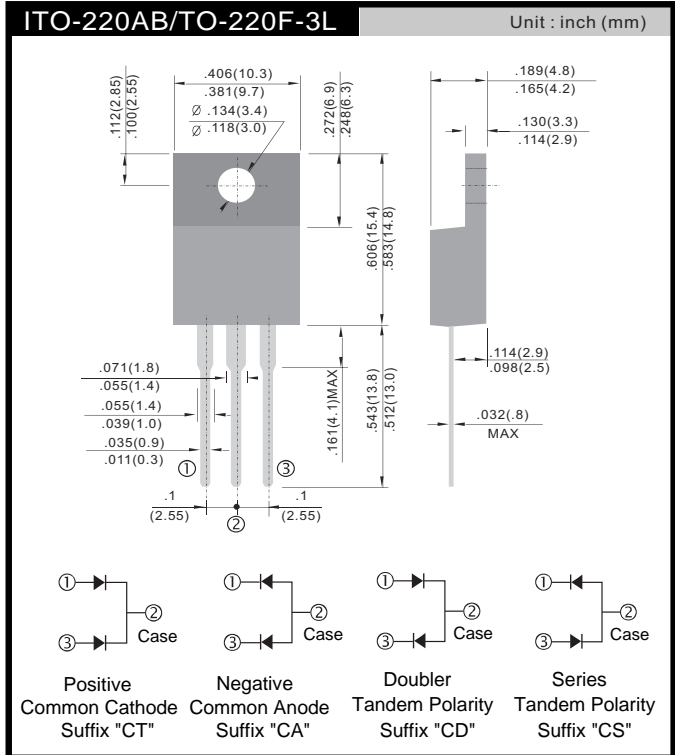 ITO-220AB/TO-220F-3L
Unit : inch (mm)
.406(10.3)
.381(9.7)
Ø .134(3.4)
Ø .118(3.0)
.112(2.85)
.100(2.55)
.272(6.9)
.248(6.3)
.189(4.8)
.165(4.2)
.130(3.3)
.114(2.9)
.606(15.4)
.583(14.8)
.071(1.8)
.055(1.4)
.055(1.4)
.039(1.0)
.035(0.9)
.011(0.3)
.161(4.1)MAX
.543(13.8)
.512(13.0)
.114(2.9)
.098(2.5)
.032(.8)
MAX
① ③
.1
(2.55)
②
.1
(2.55)
① ① ① ①
② ② ② ②
Case Case Case Case
③ ③ ③ ③
Positive Negative Doubler Series
Common Cathode Common Anode Tandem Polarity Tandem Polarity
Suffix "CT" Suffix "CA" Suffix "CD" Suffix "CS"